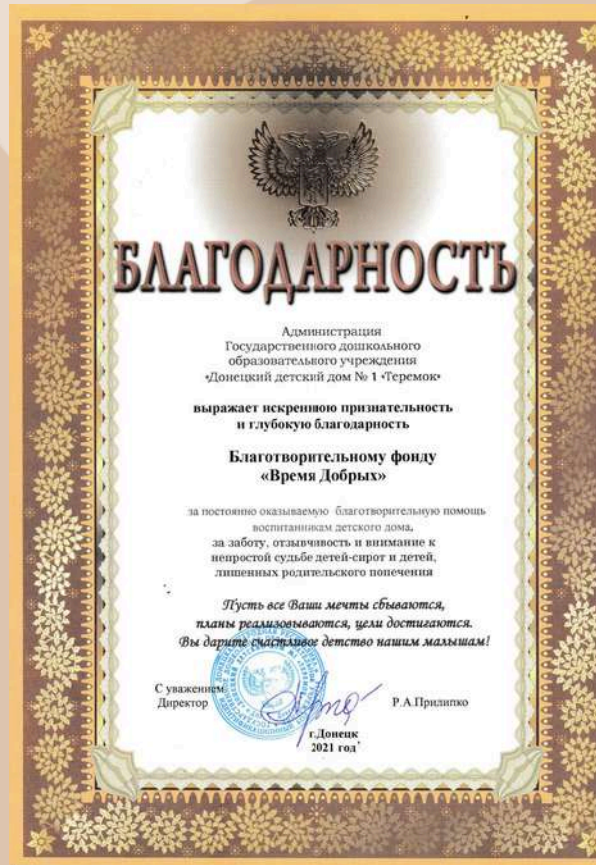 БЛАГОДАРНОСТЬ
Администрация
Государственного дошкольного
образовательного учреждения
«Донецкий детский дом № 1 «Теремок»
выражает искреннюю признательность
и глубокую благодарность
Благотворительному фонду
«Время Добрых»
за постоянно оказываемую благотворительную помощь
воспитанникам детского дома,
за заботу, отзывчивость и внимание к
непростой судьбе детей-сирот и детей,
лишенных родительского попечения
Пусть все Ваши мечты сбываются,
планы реализовываются, цели достигаются.
Вы дарите счастливое детство нашим малышам!
С уважением
Директор
Р.А.Прилипко
г.Донецк
2021 год